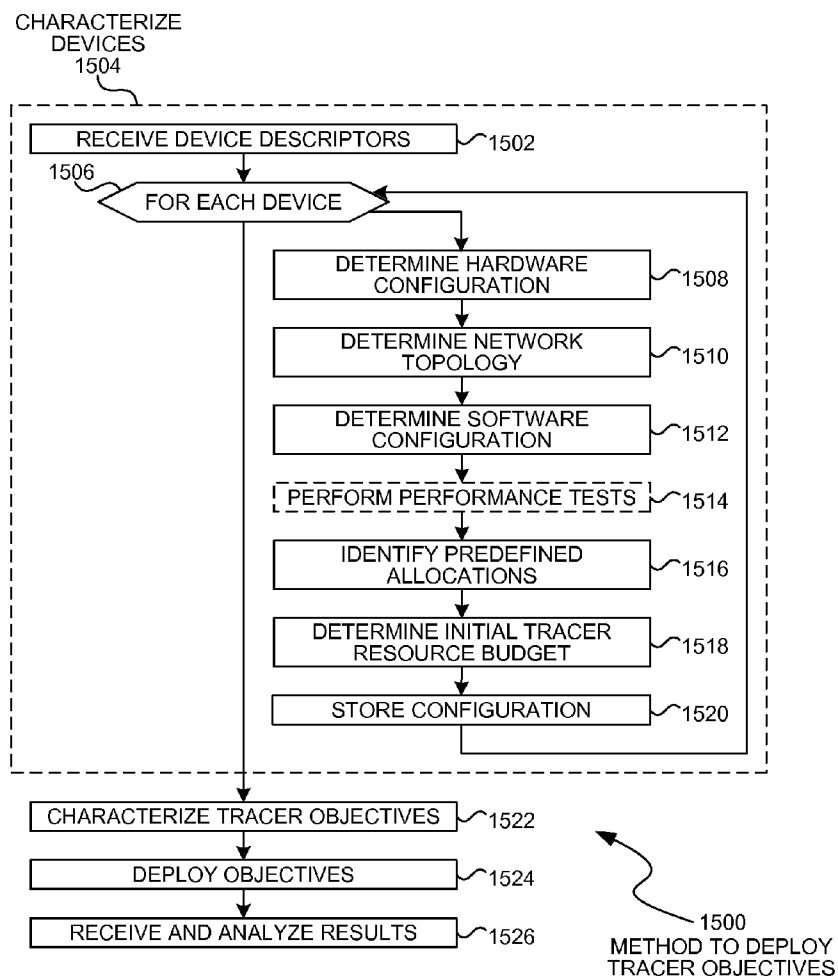 CHARACTERIZE
DEVICES
1504
RECEIVE DEVICE DESCRIPTORS
1502
1506
FOR EACH DEVICE
DETERMINE HARDWARE
CONFIGURATION
1508
DETERMINE NETWORK
TOPOLOGY
1510
DETERMINE SOFTWARE
CONFIGURATION
1512
PERFORM PERFORMANCE TESTS
1514
IDENTIFY PREDEFINED
ALLOCATIONS
1516
DETERMINE INITIAL TRACER
RESOURCE BUDGET
1518
STORE CONFIGURATION
1520
CHARACTERIZE TRACER OBJECTIVES
1522
DEPLOY OBJECTIVES
1524
RECEIVE AND ANALYZE RESULTS
1526
1500
METHOD TO DEPLOY
TRACER OBJECTIVES